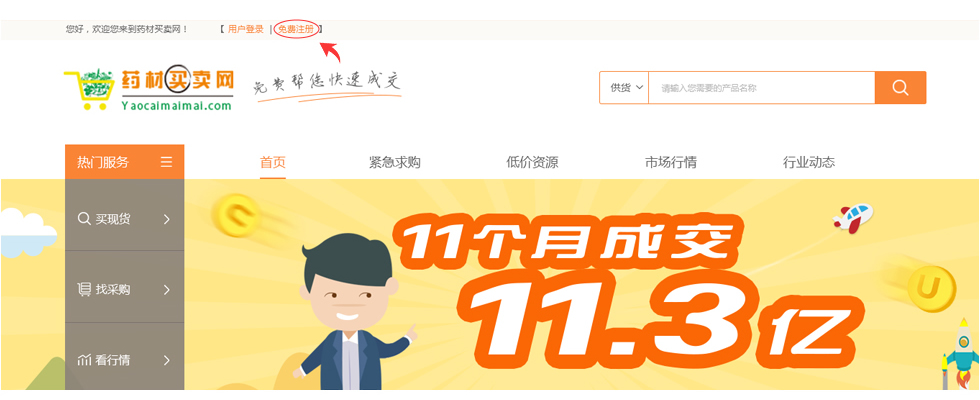 您好，欢迎您来到药材买卖网！ 【 用户登录 | 免费注册 】
药材买卖网
Yaocaimaimai.com
免费帮您快速成交
供货 请输入您需要的产品名称
热门服务 首页 紧急求购 低价资源 市场行情 行业动态
买现货
找采购
看行情
11个月成交
11.3亿